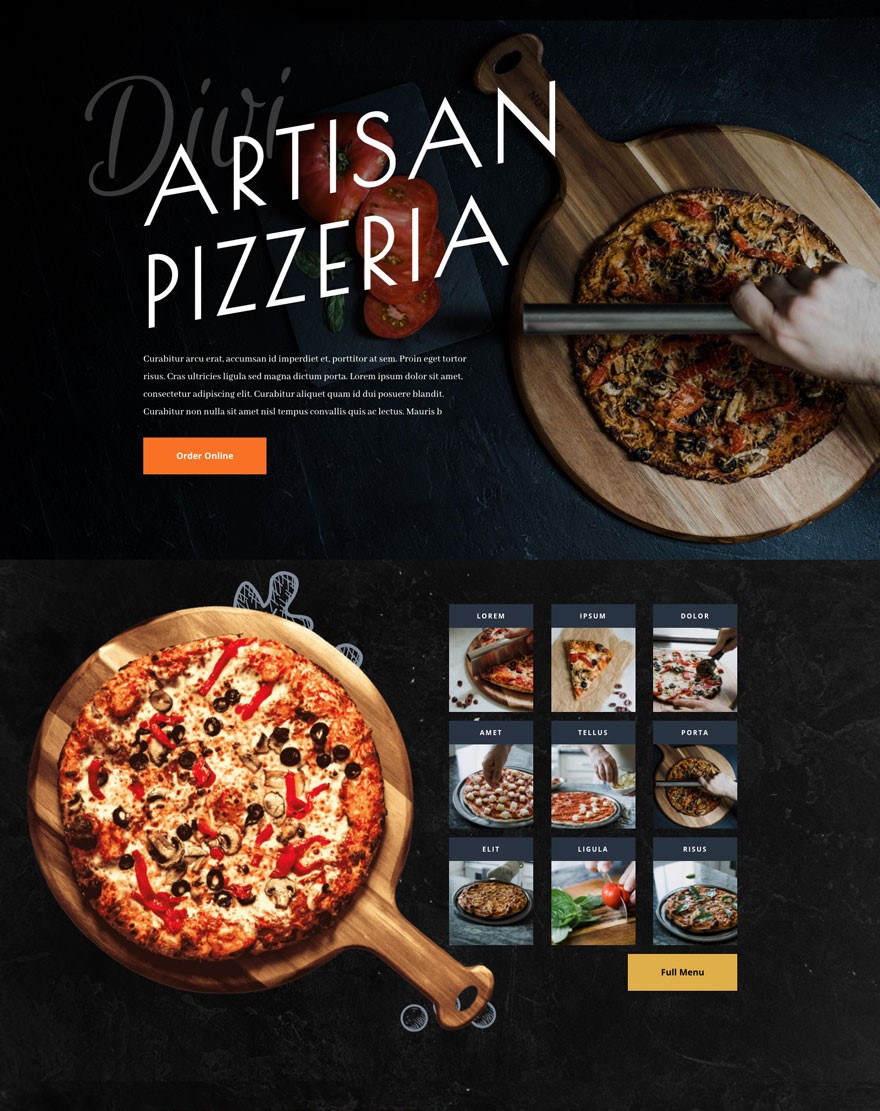 Divi
ARTISAN
PIZZERIA
Curabitur arcu erat, accumsan id imperdiet et, porttitor at sem. Proin eget tortor
risus. Cras ultricies ligula sed magna dictum porta. Lorem ipsum dolor sit amet,
consectetur adipiscing elit. Curabitur aliquet quam id dui posuere blandit.
Curabitur non nulla sit amet nisl tempus convallis quis ac lectus. Mauris b
Order Online
LOREM IPSUM DOLOR
AMET TELLUS PORTA
ELIT LIGULA RISUS
Full Menu